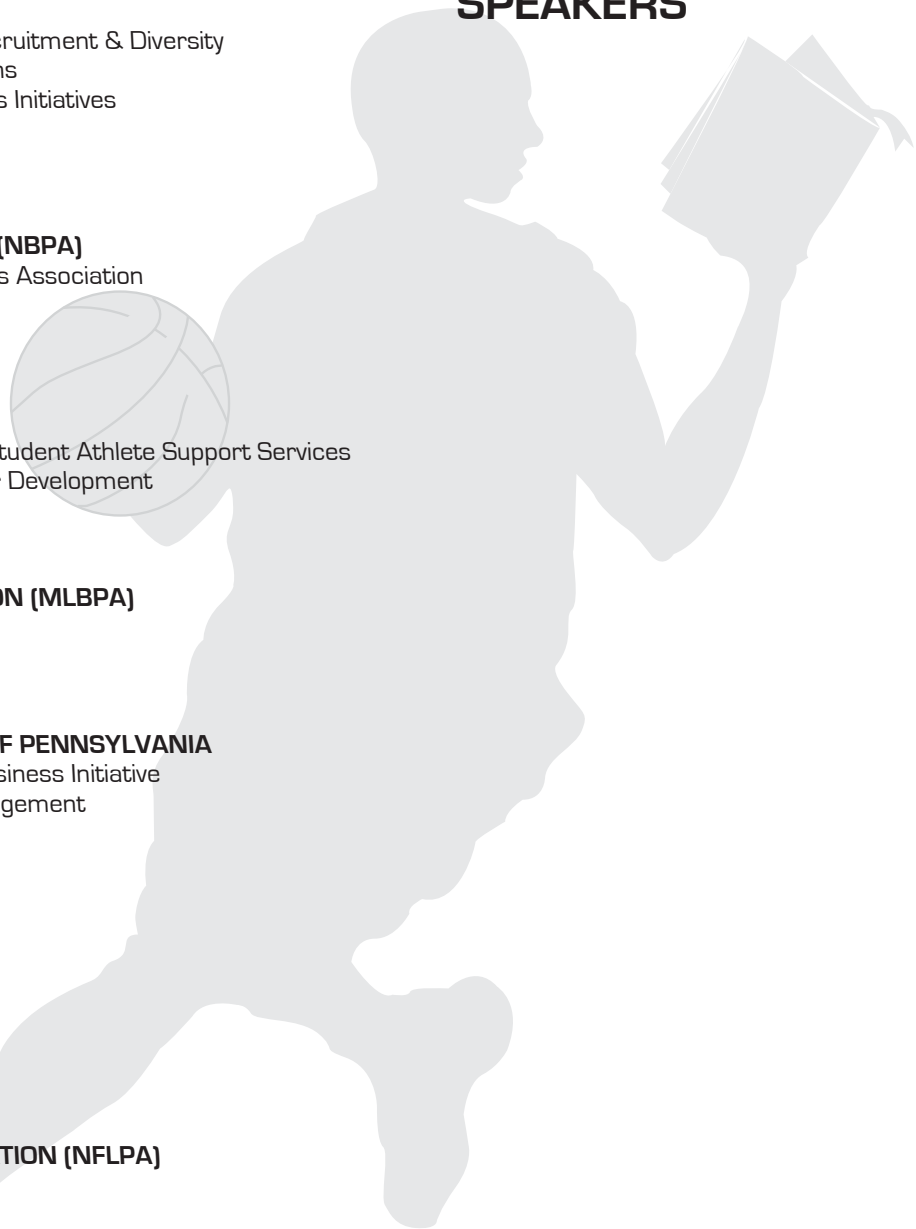 SPEAKERS
ruitment & Diversity
ns
s Initiatives
(NBPA)
s Association
tudent Athlete Support Services
r Development
ON (MLBPA)
F PENNSYLVANIA
siness Initiative
gement
TION (NFLPA)